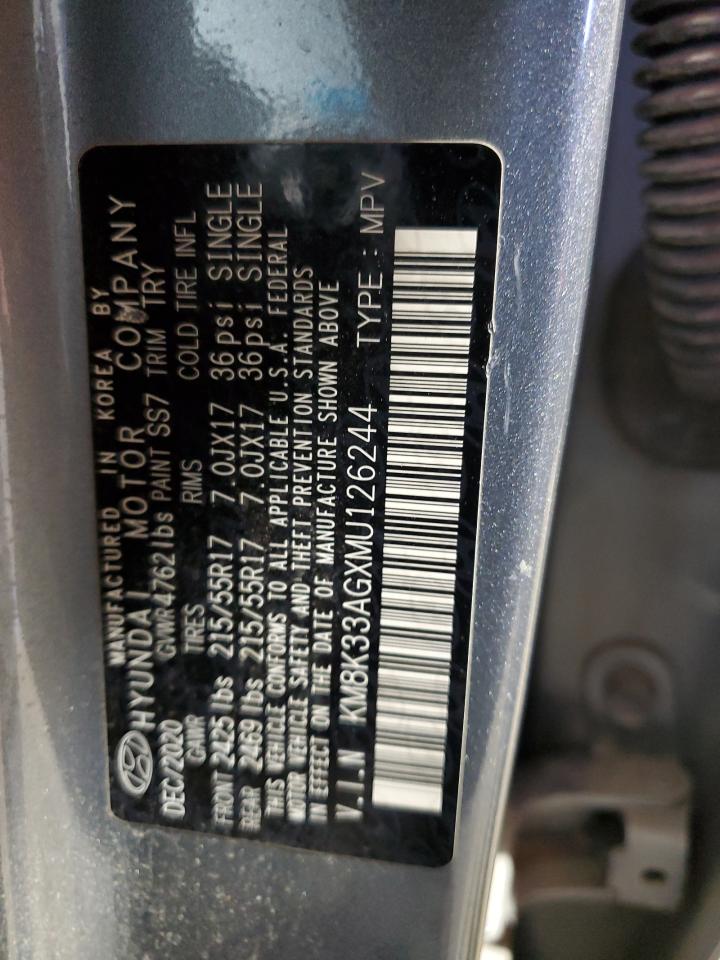 MANUFACTURED IN KOREA BY
HYUNDAI MOTOR COMPANY
DEC/2020 GVWR 4762 lbs PAINT SS7 TRIM TRY
GAWR TIRES RIMS COLD TIRE INFL
FRONT 2425 lbs 215/55R17 7.0JX17 36psi SINGLE
REAR 2469 lbs 215/55R17 7.0JX17 36psi SINGLE
THIS VEHICLE CONFORMS TO ALL APPLICABLE U.S.A. FEDERAL
MOTOR VEHICLE SAFETY AND THEFT PREVENTION STANDARDS
IN EFFECT ON THE DATE OF MANUFACTURE SHOWN ABOVE
V.I.N KM8K33AGXMU126244 TYPE : MPV